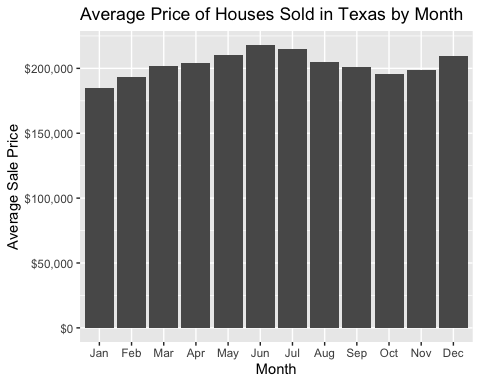 Average Price of Houses Sold in Texas by Month
Average Sale Price
$200,000
$150,000
$100,000
$50,000
$0
Jan Feb Mar Apr May Jun Jul Aug Sep Oct Nov Dec
Month